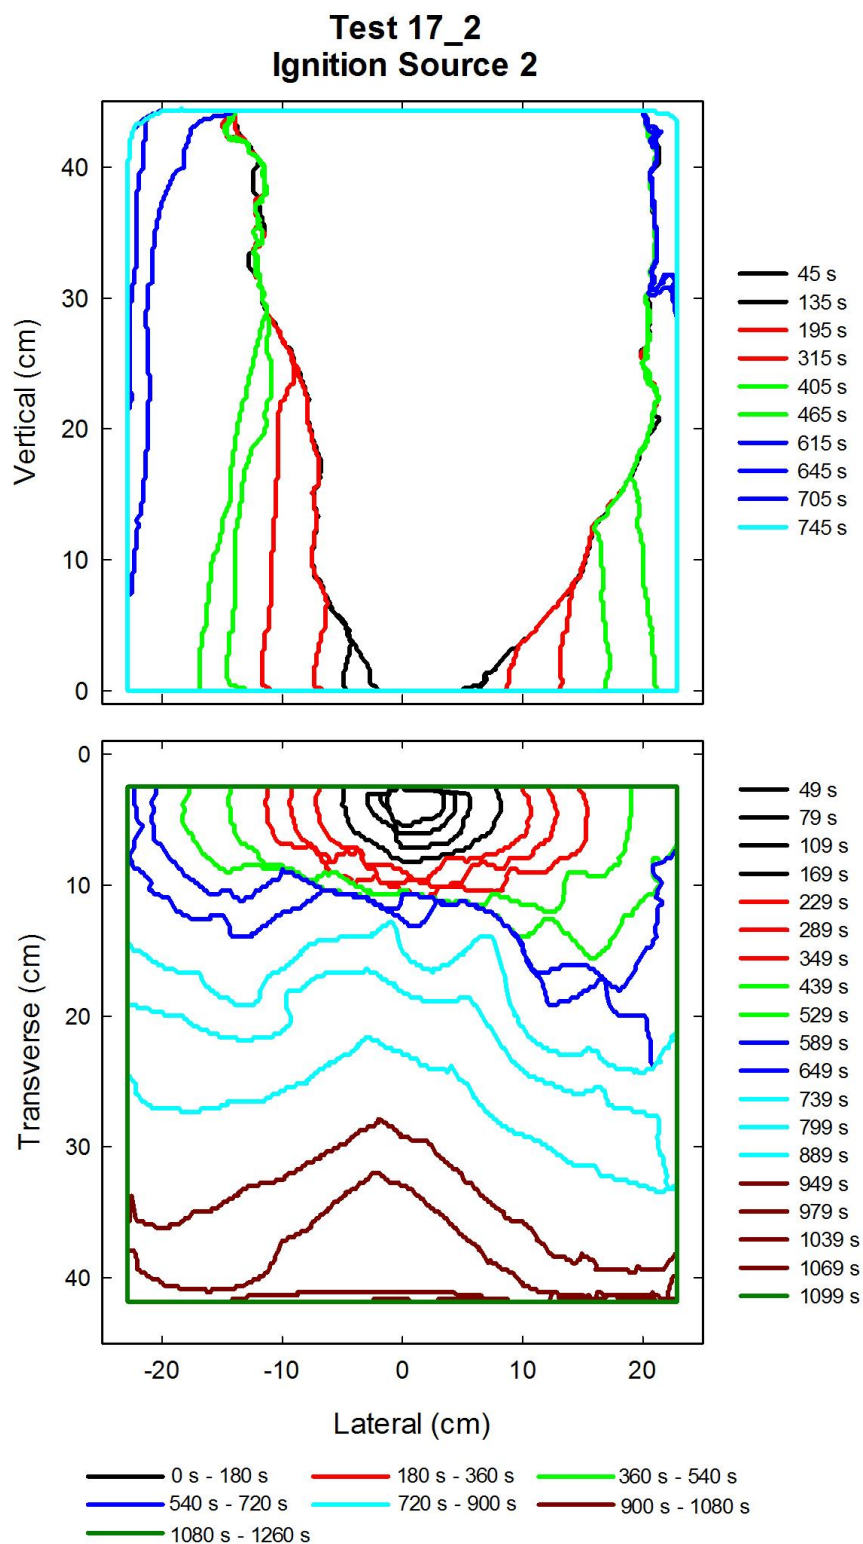 Test 17_2
Ignition Source 2
Vertical (cm)
40
30
20
10
0
45 s
135 s
195 s
315 s
405 s
465 s
615 s
645 s
705 s
745 s
Transverse (cm)
0
10
20
30
40
49 s
79 s
109 s
169 s
229 s
289 s
349 s
439 s
529 s
589 s
649 s
739 s
799 s
889 s
949 s
979 s
1039 s
1069 s
1099 s
-20 -10 0 10 20
Lateral (cm)
0 s - 180 s 180 s - 360 s 360 s - 540 s
540 s - 720 s 720 s - 900 s 900 s - 1080 s
1080 s - 1260 s